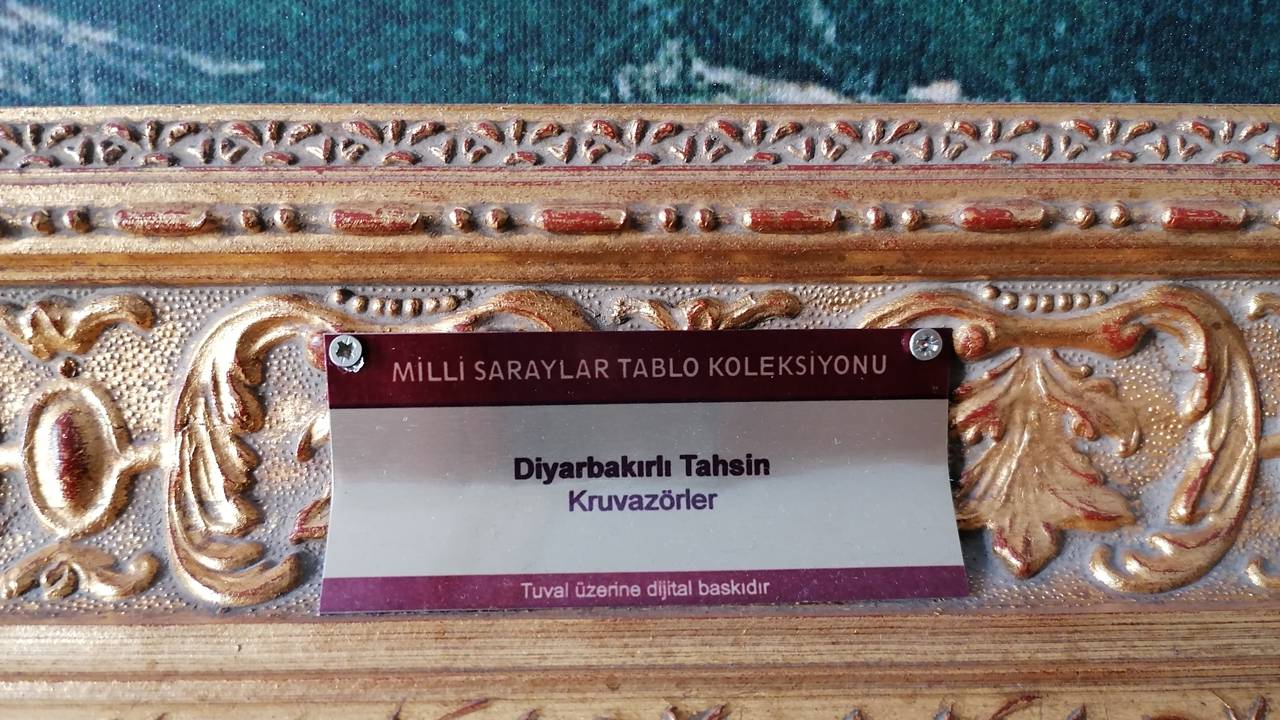 MİLLİ SARAYLAR TABLO KOLEKSİYONU
Diyarbakırlı Tahsin
Kruvazörler
Tuval üzerine dijital baskıdır